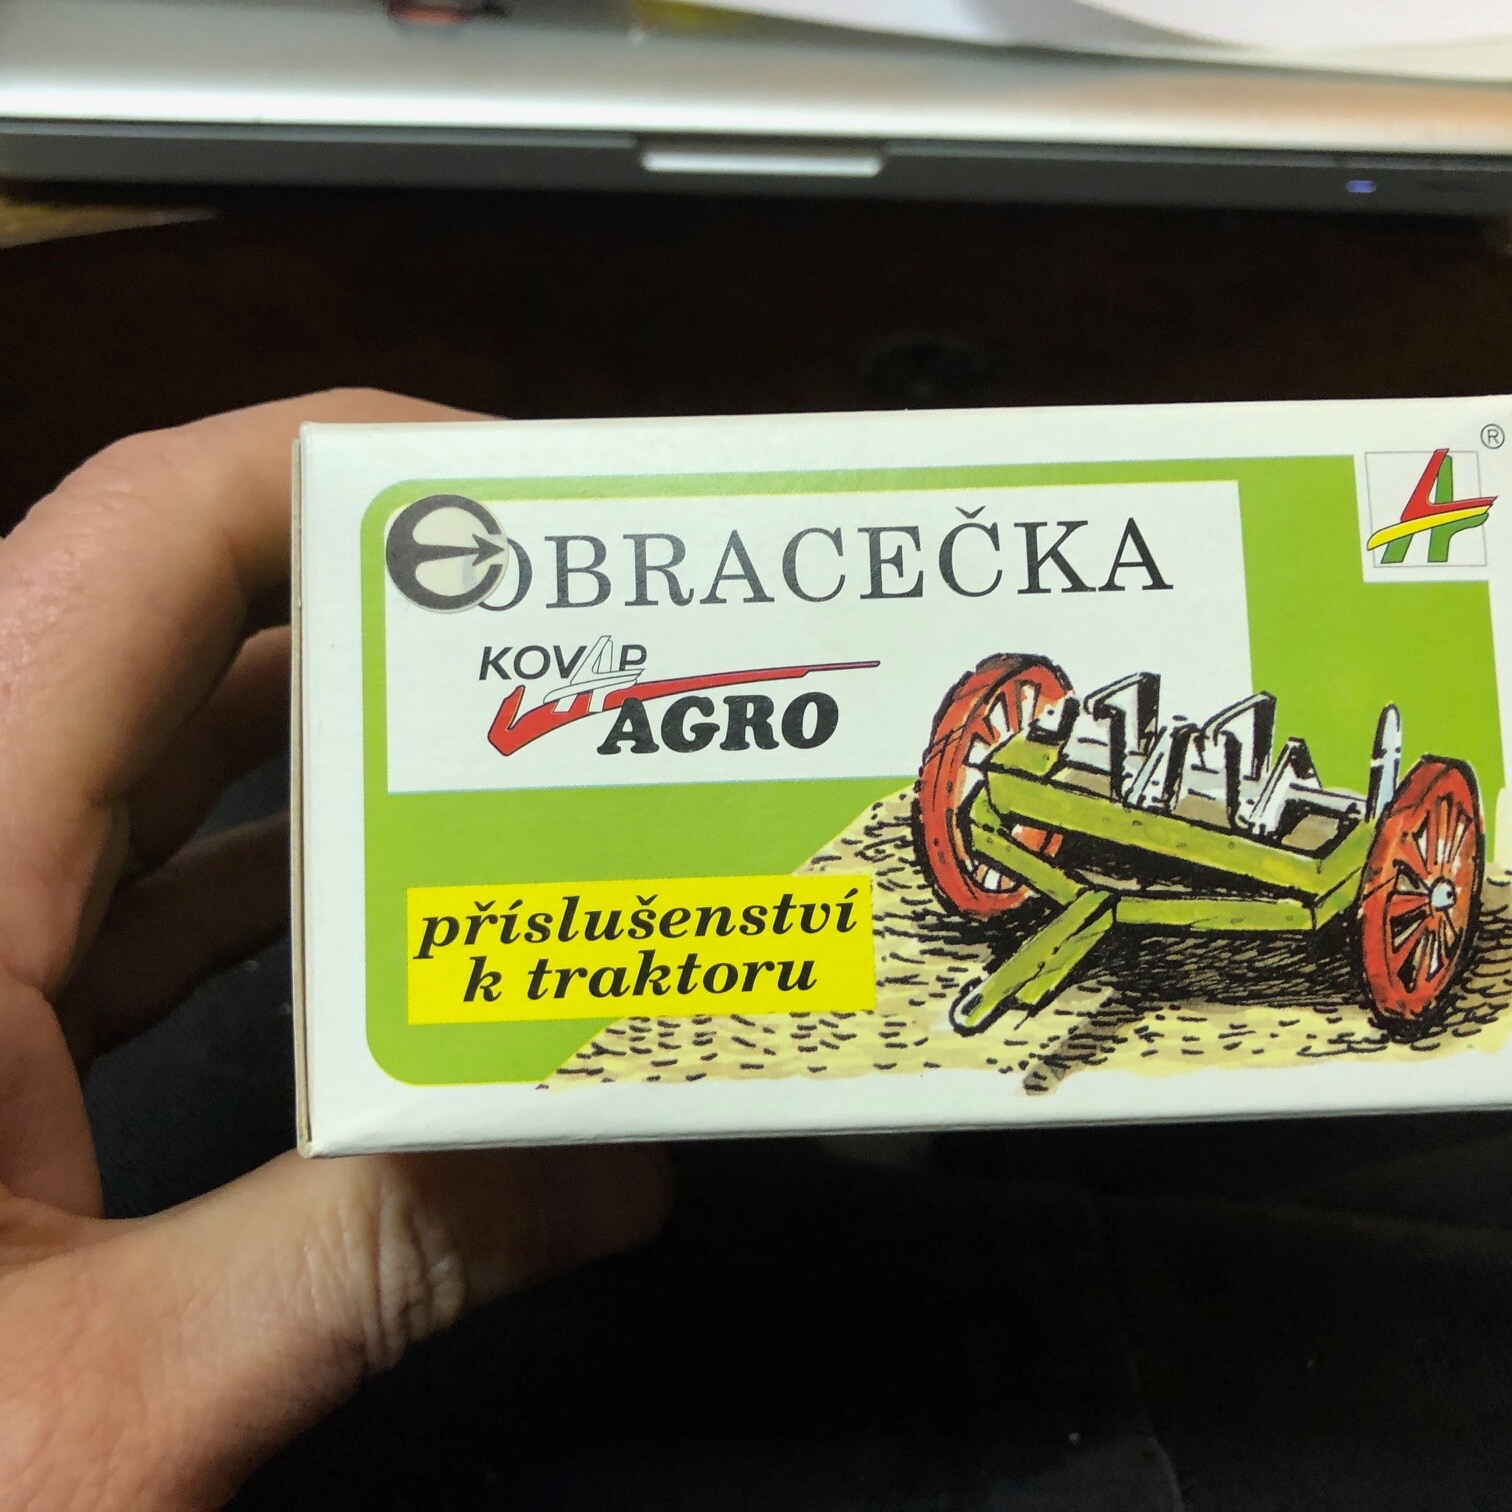 OBRACEČKA
KOVAP
AGRO
příslušenství
k traktoru
®